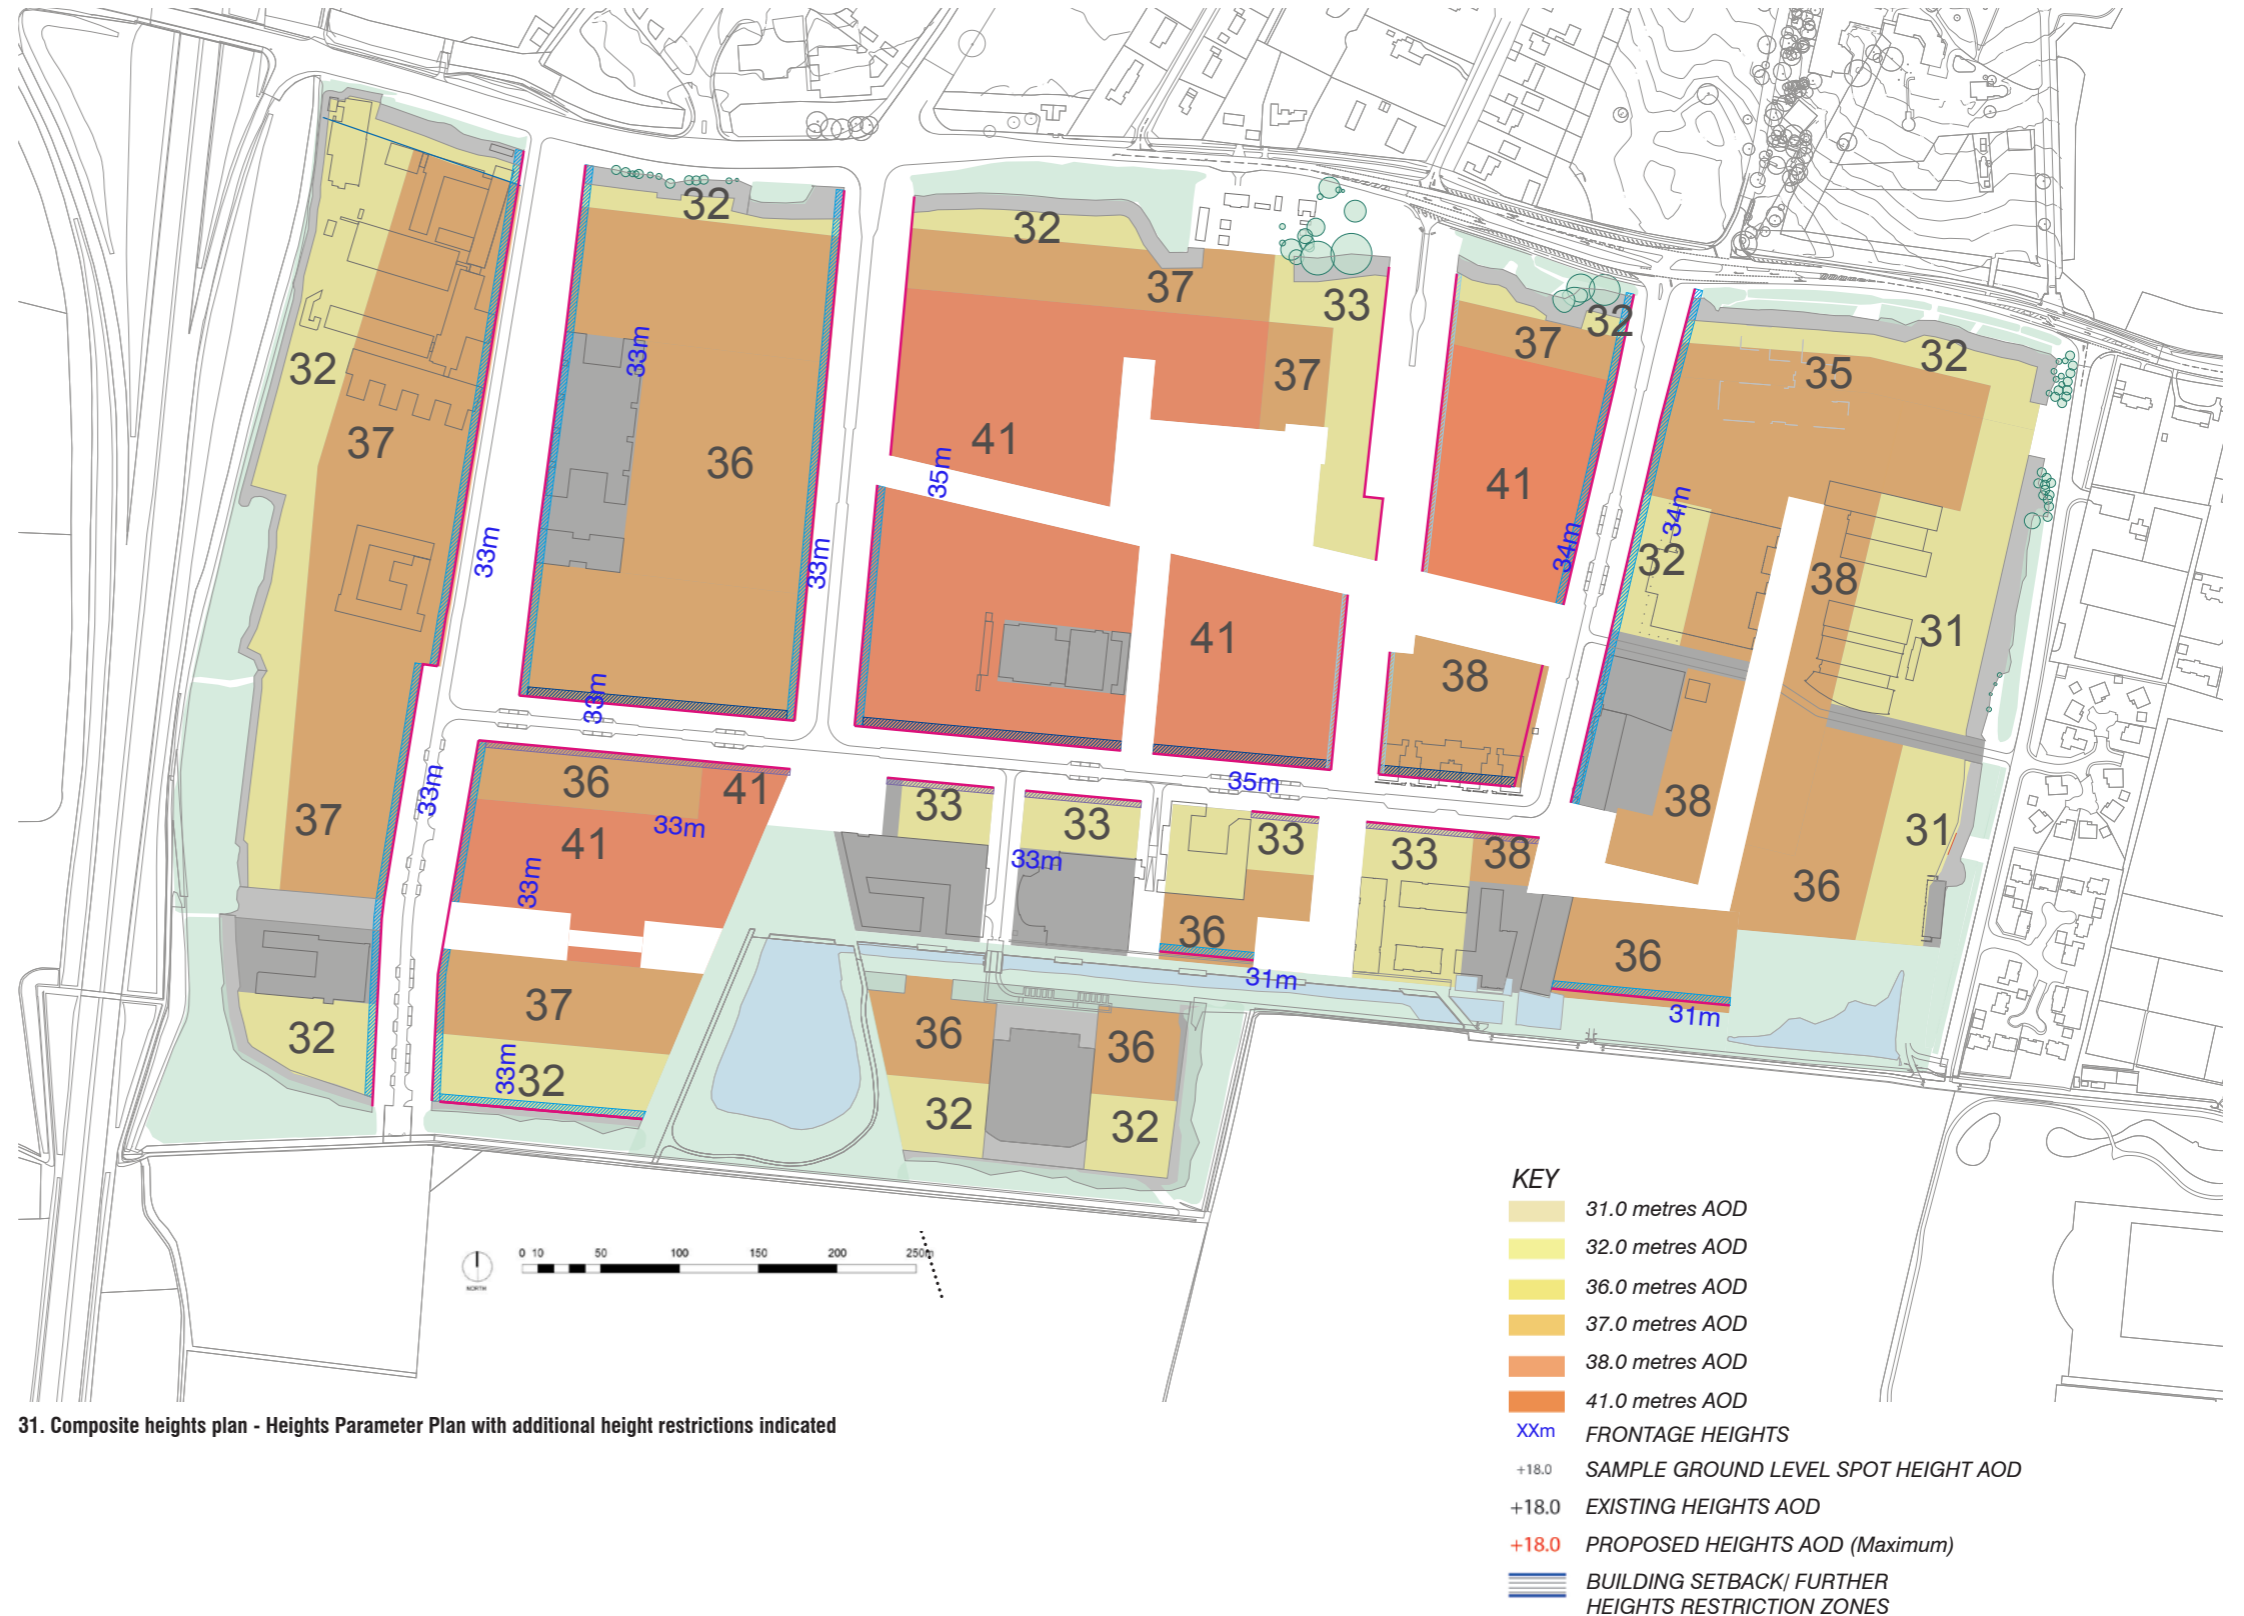 32
32
32
37
33
32
37
32
35
32
37
33m
37
41
36
41
35m
41
34m
34m
33m
33m
32
38
31
41
38
33m
33m
36
41
33m
41
33m
33m
35m
33
33
33m
33
33
38
38
31
36
37
36
36
31m
31m
37
36
36
32
33m
32
32
32
KEY
31.0 metres AOD
32.0 metres AOD
36.0 metres AOD
37.0 metres AOD
38.0 metres AOD
41.0 metres AOD
XXm FRONTAGE HEIGHTS
+18.0 SAMPLE GROUND LEVEL SPOT HEIGHT AOD
+18.0 EXISTING HEIGHTS AOD
+18.0 PROPOSED HEIGHTS AOD (Maximum)
BUILDING SETBACK/ FURTHER
HEIGHTS RESTRICTION ZONES
NORTH
0 10 50 100 150 200 250m
31. Composite heights plan - Heights Parameter Plan with additional height restrictions indicated